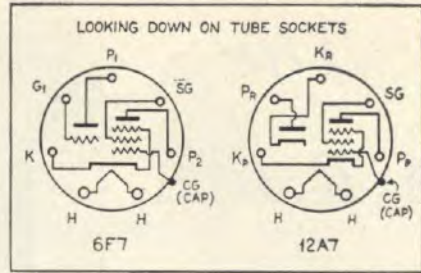 LOOKING DOWN ON TUBE SOCKETS
P1
G1
SG
K
P2
CG
(CAP)
H H
6F7
KR
PR
SG
KP
PP
CG
(CAP)
H H
12A7